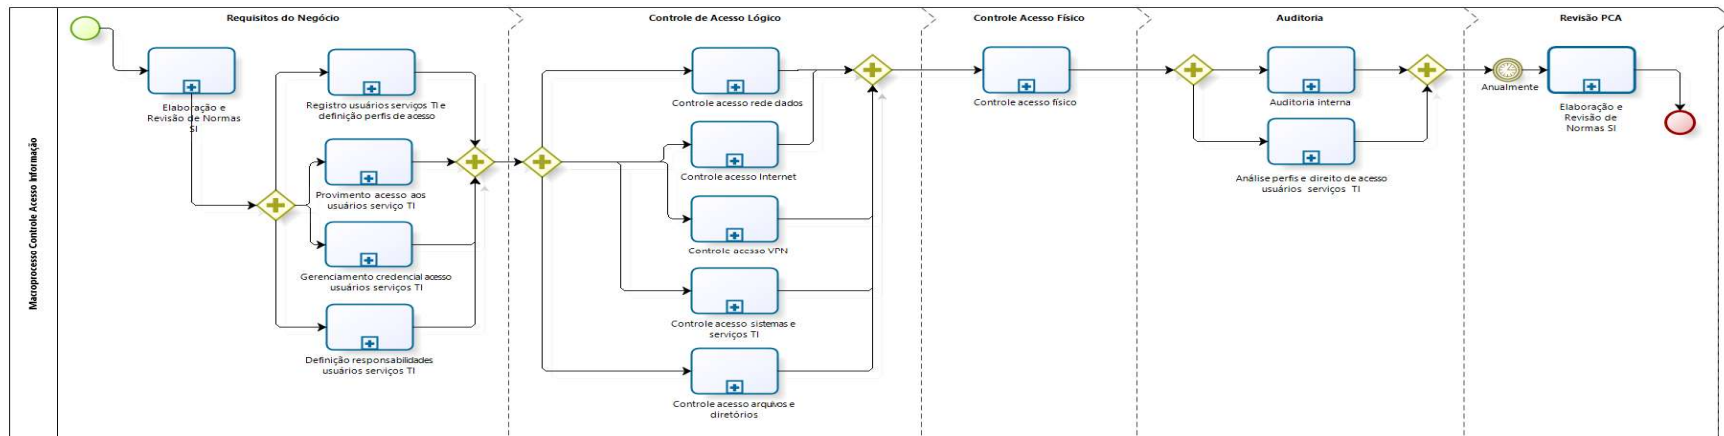 Macroprocesso Controle Acesso Informação
Requisitos do Negócio
Elaboração e
Revisão de Normas
SI
Registro usuários serviços TI e
definição perfis de acesso
Provimento acesso aos
usuários serviço TI
Gerenciamento credencial acesso
usuários serviços TI
Definição responsabilidades
usuários serviços TI
Controle de Acesso Lógico
Controle acesso rede dados
Controle acesso Internet
Controle acesso VPN
Controle acesso sistemas e
serviços TI
Controle acesso arquivos e
diretórios
Controle Acesso Físico
Controle acesso físico
Auditoria
Auditoria interna
Análise perfis e direito de acesso
usuários serviços TI
Revisão PCA
Anualmente
Elaboração e
Revisão de
Normas SI